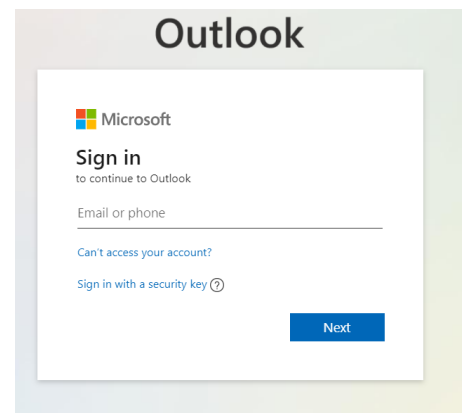 Outlook
Microsoft
Sign in
to continue to Outlook
Email or phone
Can't access your account?
Sign in with a security key ?
Next